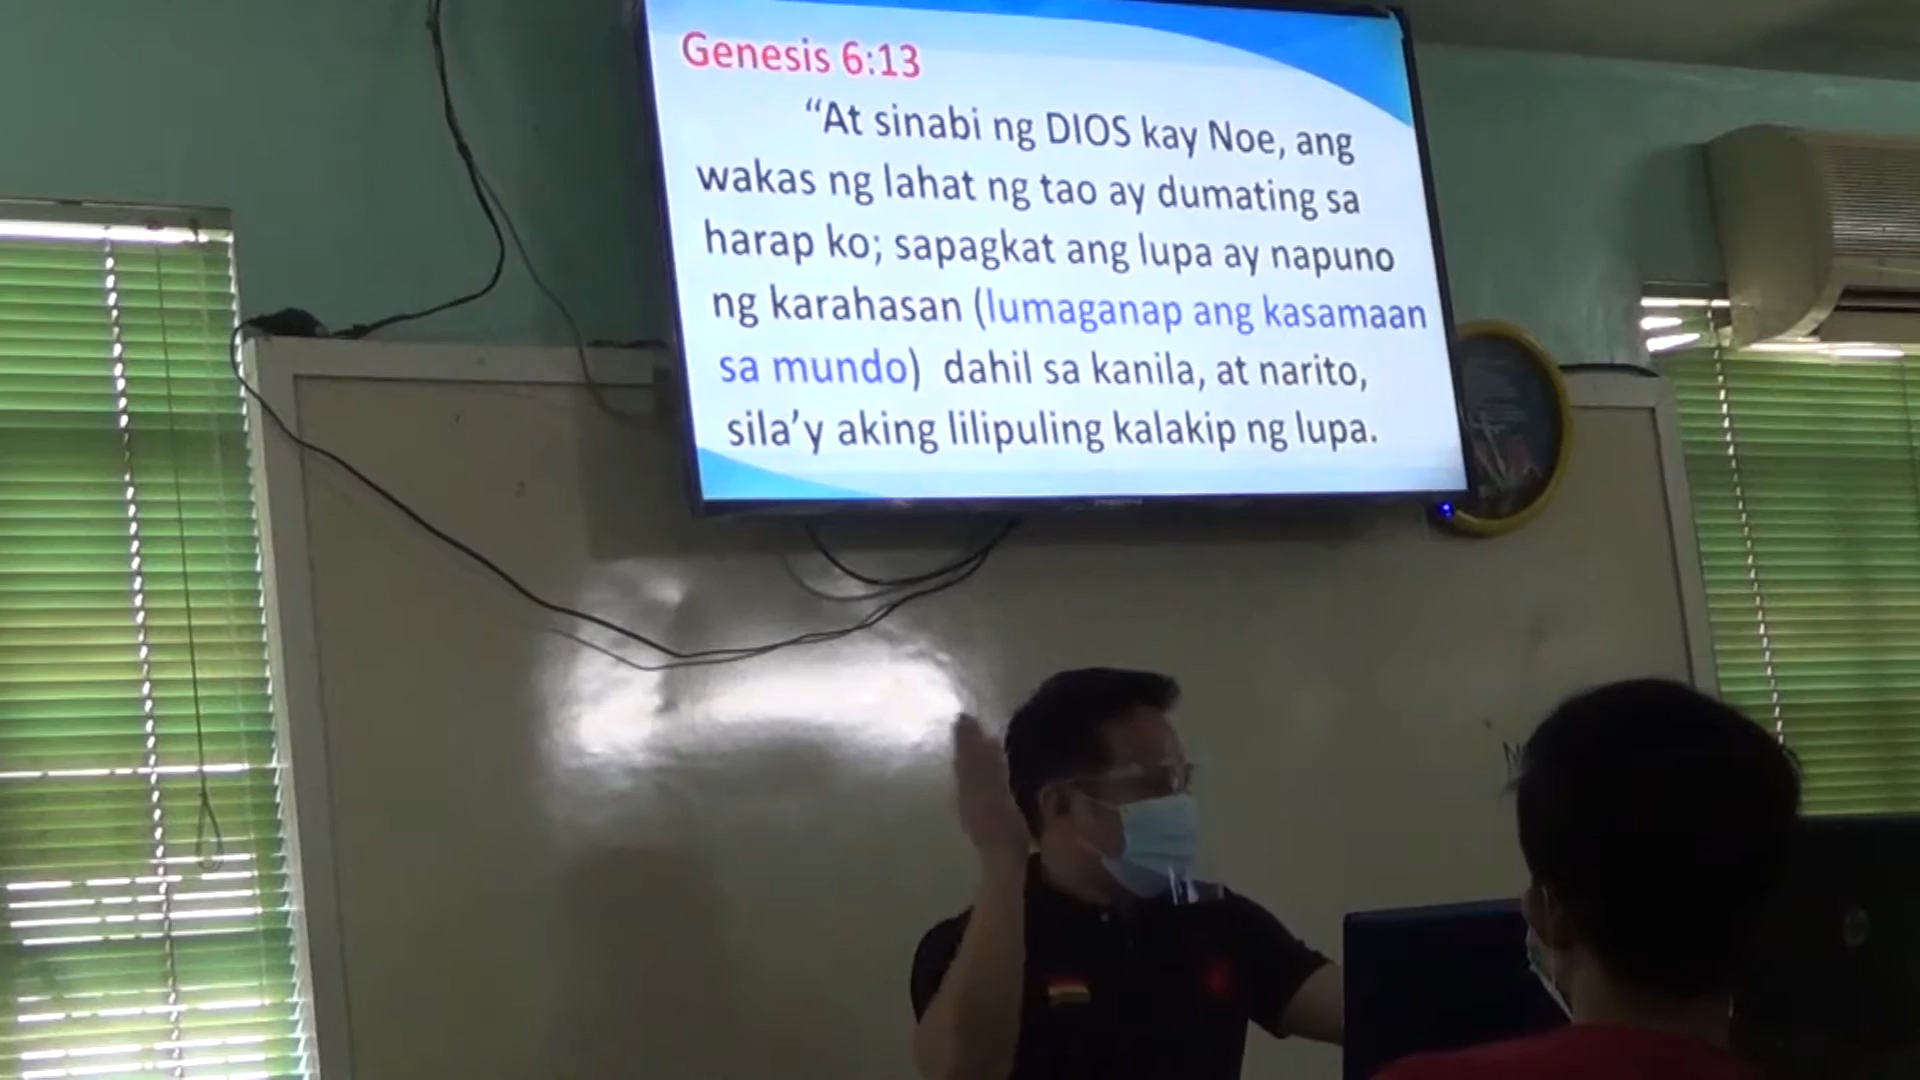 Genesis 6:13
“At sinabi ng DIOS kay Noe, ang
wakas ng lahat ng tao ay dumating sa
harap ko; sapagkat ang lupa ay napuno
ng karahasan (lumaganap ang kasamaan
sa mundo) dahil sa kanila, at narito,
sila’y aking lilipuling kalakip ng lupa.